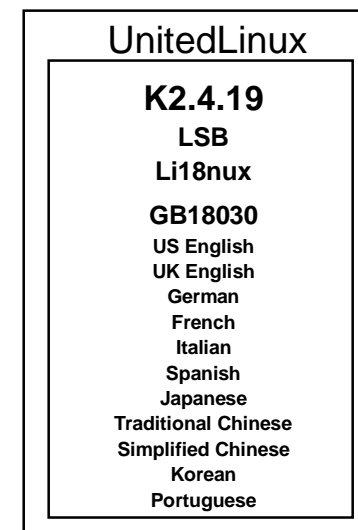 UnitedLinux
K2.4.19
LSB
Li18nux
GB18030
US English
UK English
German
French
Italian
Spanish
Japanese
Traditional Chinese
Simplified Chinese
Korean
Portuguese